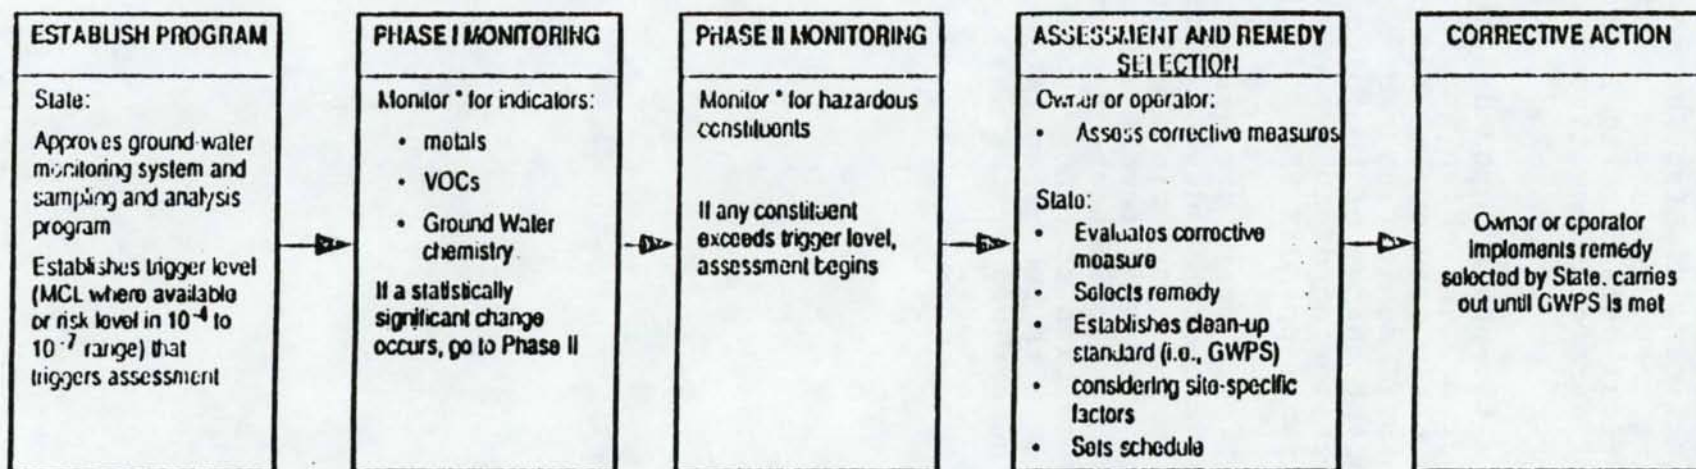 ESTABLISH PROGRAM
State:
Approves ground-water
monitoring system and
sampling and analysis
program
Establishes trigger level
(MCL where available
or risk level in 10⁻⁴ to
10⁻⁷ range) that
triggers assessment
PHASE I MONITORING
Monitor * for indicators:
• metals
• VOCs
• Ground Water
chemistry
If a statistically
significant change
occurs, go to Phase II
PHASE II MONITORING
Monitor * for hazardous
constituents
If any constituent
exceeds trigger level,
assessment begins
ASSESSMENT AND REMEDY
SELECTION
Owner or operator:
• Assess corrective measures
State:
• Evaluates corrective
measure
• Selects remedy
• Establishes clean-up
standard (i.e., GWPS)
• considering site-specific
factors
• Sets schedule
CORRECTIVE ACTION
Owner or operator
implements remedy
selected by State, carries
out until GWPS is met